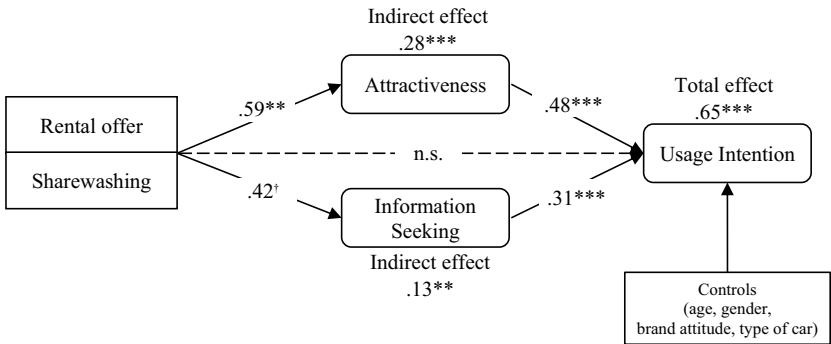 Indirect effect
.28***
Attractiveness
Total effect
.65***
.59**
.48***
Rental offer
Sharewashing
n.s.
Usage Intention
.42†
Information
Seeking
.31***
Indirect effect
.13**
Controls
(age, gender,
brand attitude, type of car)